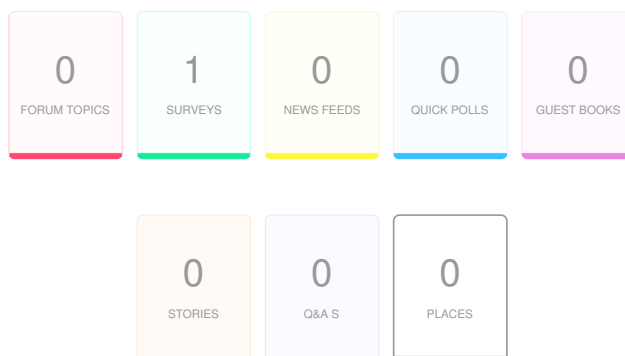 0 1 0 0 0
FORUM TOPICS SURVEYS NEWS FEEDS QUICK POLLS GUEST BOOKS
0 0 0
STORIES Q&A S PLACES